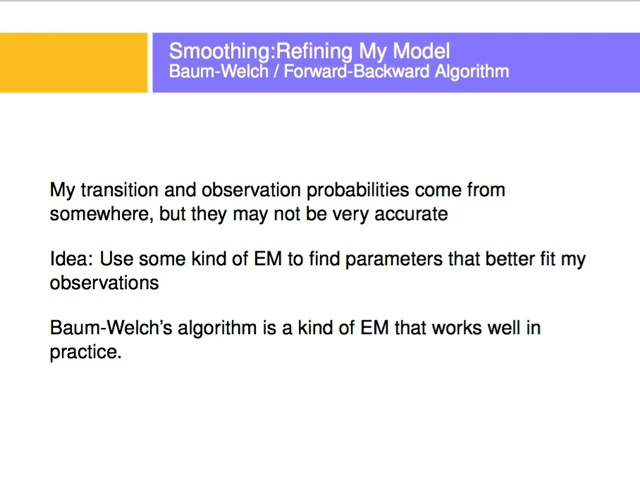 Smoothing:Refining My Model
Baum-Welch / Forward-Backward Algorithm
My transition and observation probabilities come from
somewhere, but they may not be very accurate
Idea: Use some kind of EM to find parameters that better fit my
observations
Baum-Welch's algorithm is a kind of EM that works well in
practice.